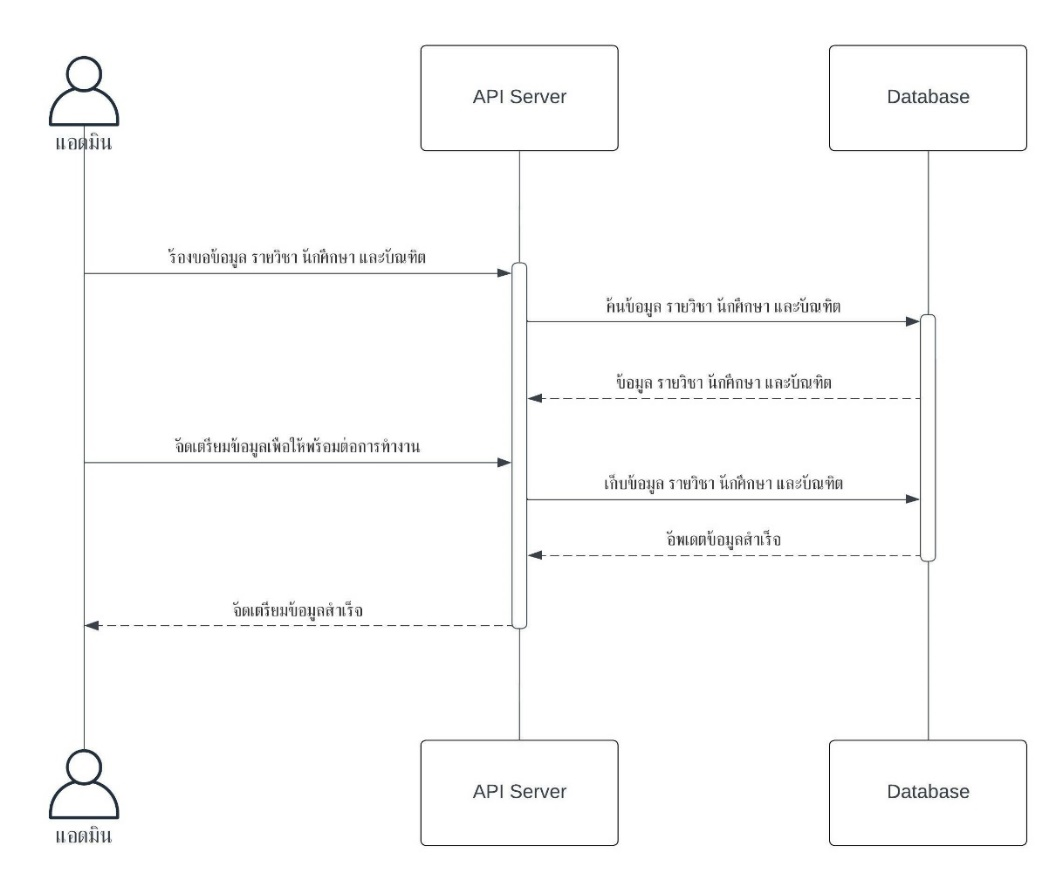 API Server
Database
แอดมิน
ร้องขอข้อมูล รายวิชา นักศึกษา และบัณฑิต
ค้นข้อมูล รายวิชา นักศึกษา และบัณฑิต
ข้อมูล รายวิชา นักศึกษา และบัณฑิต
จัดเตรียมข้อมูลเพื่อให้พร้อมต่อการทำงาน
เก็บข้อมูล รายวิชา นักศึกษา และบัณฑิต
อัพเดตข้อมูลสำเร็จ
จัดเตรียมข้อมูลสำเร็จ
API Server
Database
แอดมิน